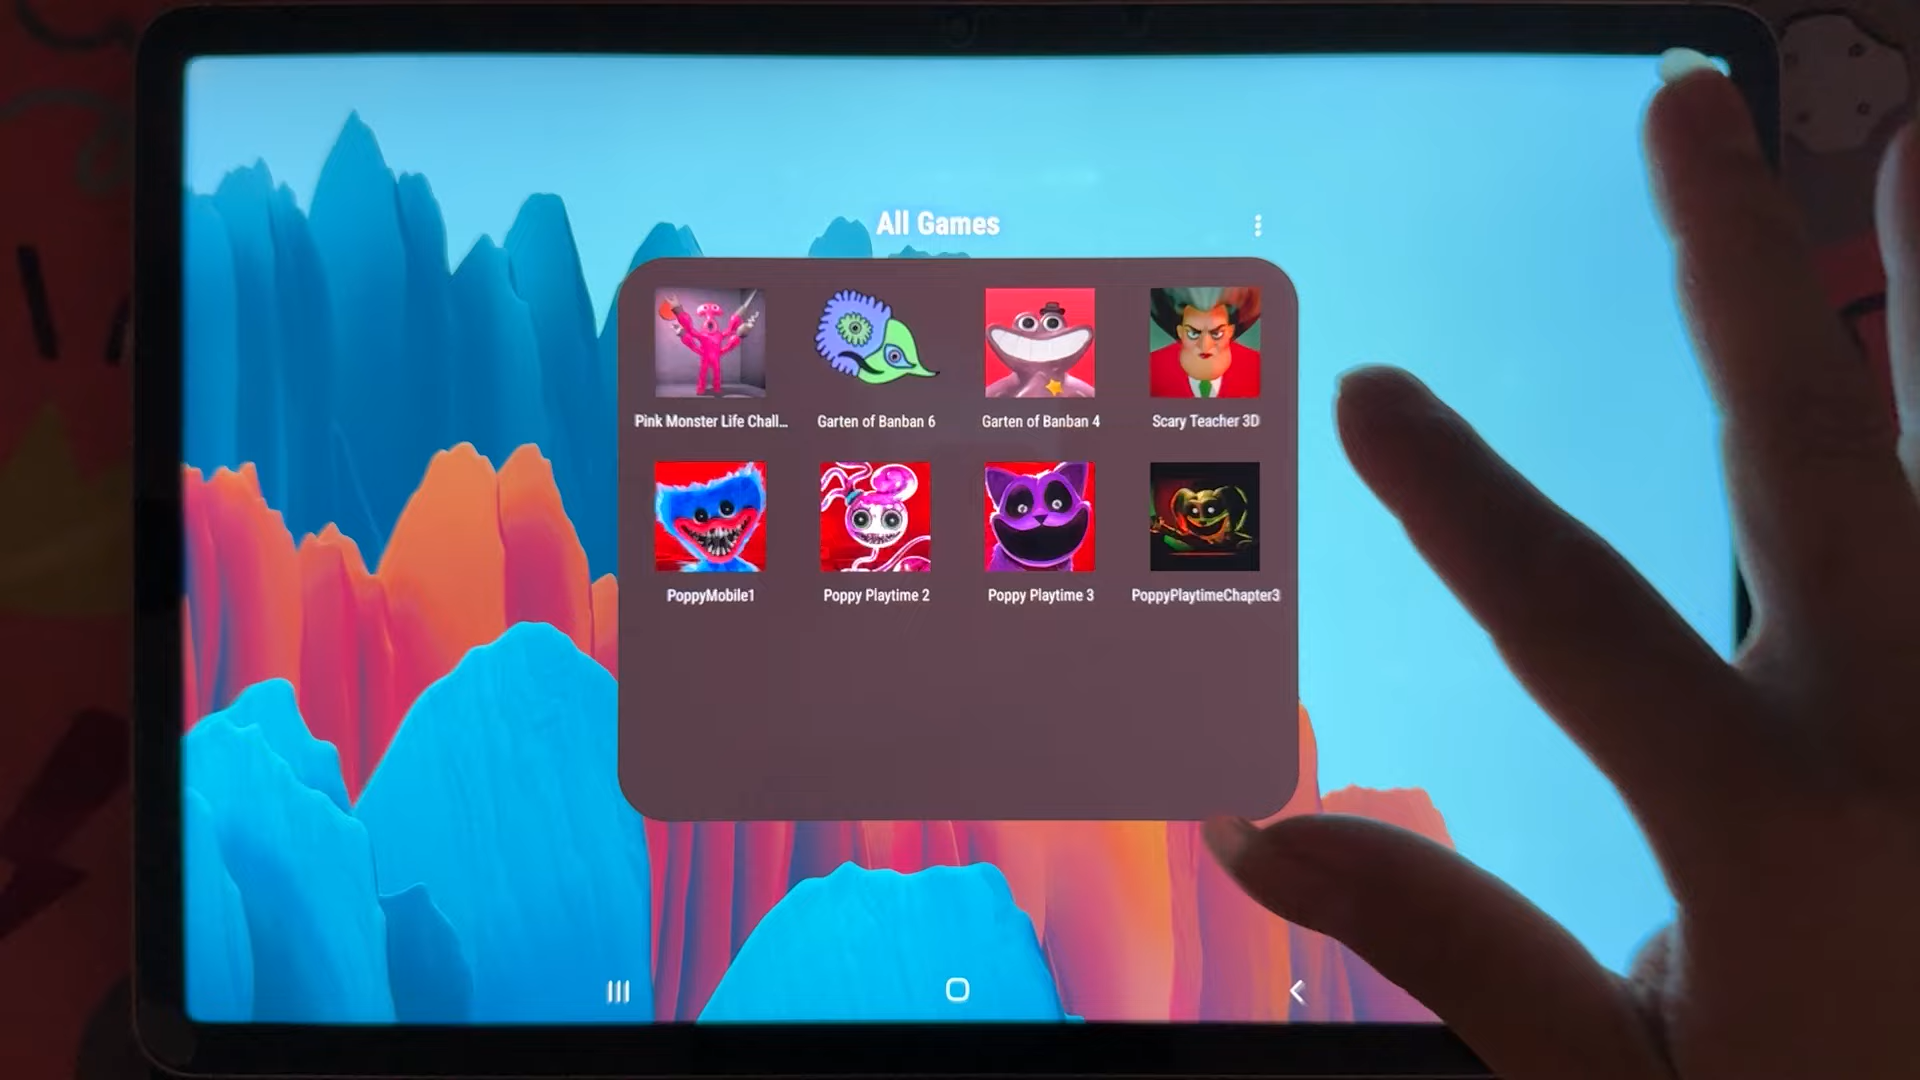 All Games
Pink Monster Life Chall...
Garten of Banban 6
Garten of Banban 4
Scary Teacher 3D
PoppyMobile1
Poppy Playtime 2
Poppy Playtime 3
PoppyPlaytimeChapter3